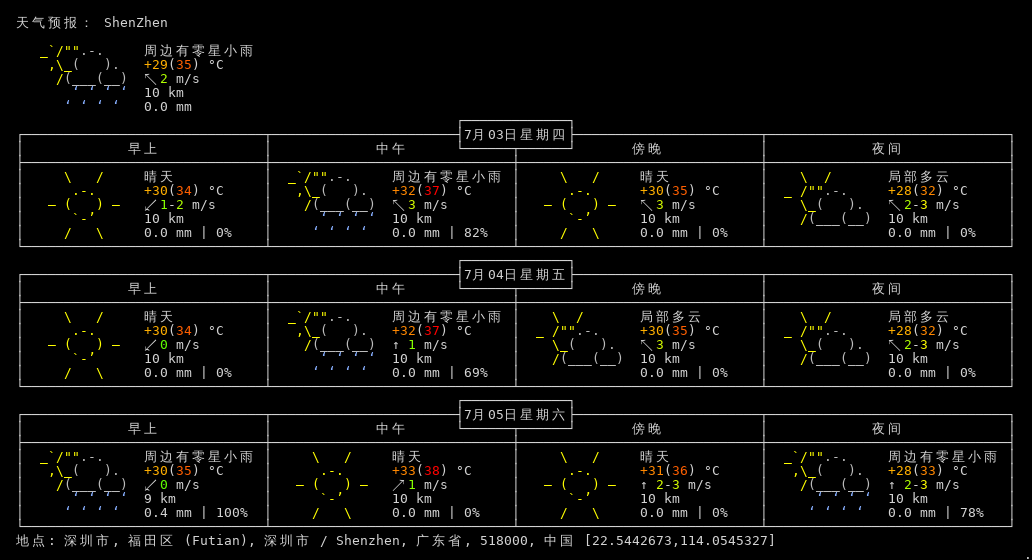 天气预报： ShenZhen
周边有零星小雨
+29(35) °C
↖2 m/s
10 km
0.0 mm
7月03日星期四
早上 中午 傍晚 夜间
晴天 周边有零星小雨 晴天 局部多云
+30(34) °C +32(37) °C +30(35) °C +28(32) °C
↙1-2 m/s ↖3 m/s ↖3 m/s ↖2-3 m/s
10 km 10 km 10 km 10 km
0.0 mm | 0% 0.0 mm | 82% 0.0 mm | 0% 0.0 mm | 0%
7月04日星期五
早上 中午 傍晚 夜间
晴天 周边有零星小雨 局部多云 局部多云
+30(34) °C +32(37) °C +30(35) °C +28(32) °C
↙0 m/s ↑ 1 m/s ↖3 m/s ↖2-3 m/s
10 km 10 km 10 km 10 km
0.0 mm | 0% 0.0 mm | 69% 0.0 mm | 0% 0.0 mm | 0%
7月05日星期六
早上 中午 傍晚 夜间
周边有零星小雨 晴天 晴天 周边有零星小雨
+30(35) °C +33(38) °C +31(36) °C +28(33) °C
↙0 m/s ↗1 m/s ↑ 2-3 m/s ↑ 2-3 m/s
9 km 10 km 10 km 10 km
0.4 mm | 100% 0.0 mm | 0% 0.0 mm | 0% 0.0 mm | 78%
地点: 深圳市, 福田区 (Futian), 深圳市 / Shenzhen, 广东省, 518000, 中国 [22.5442673,114.0545327]